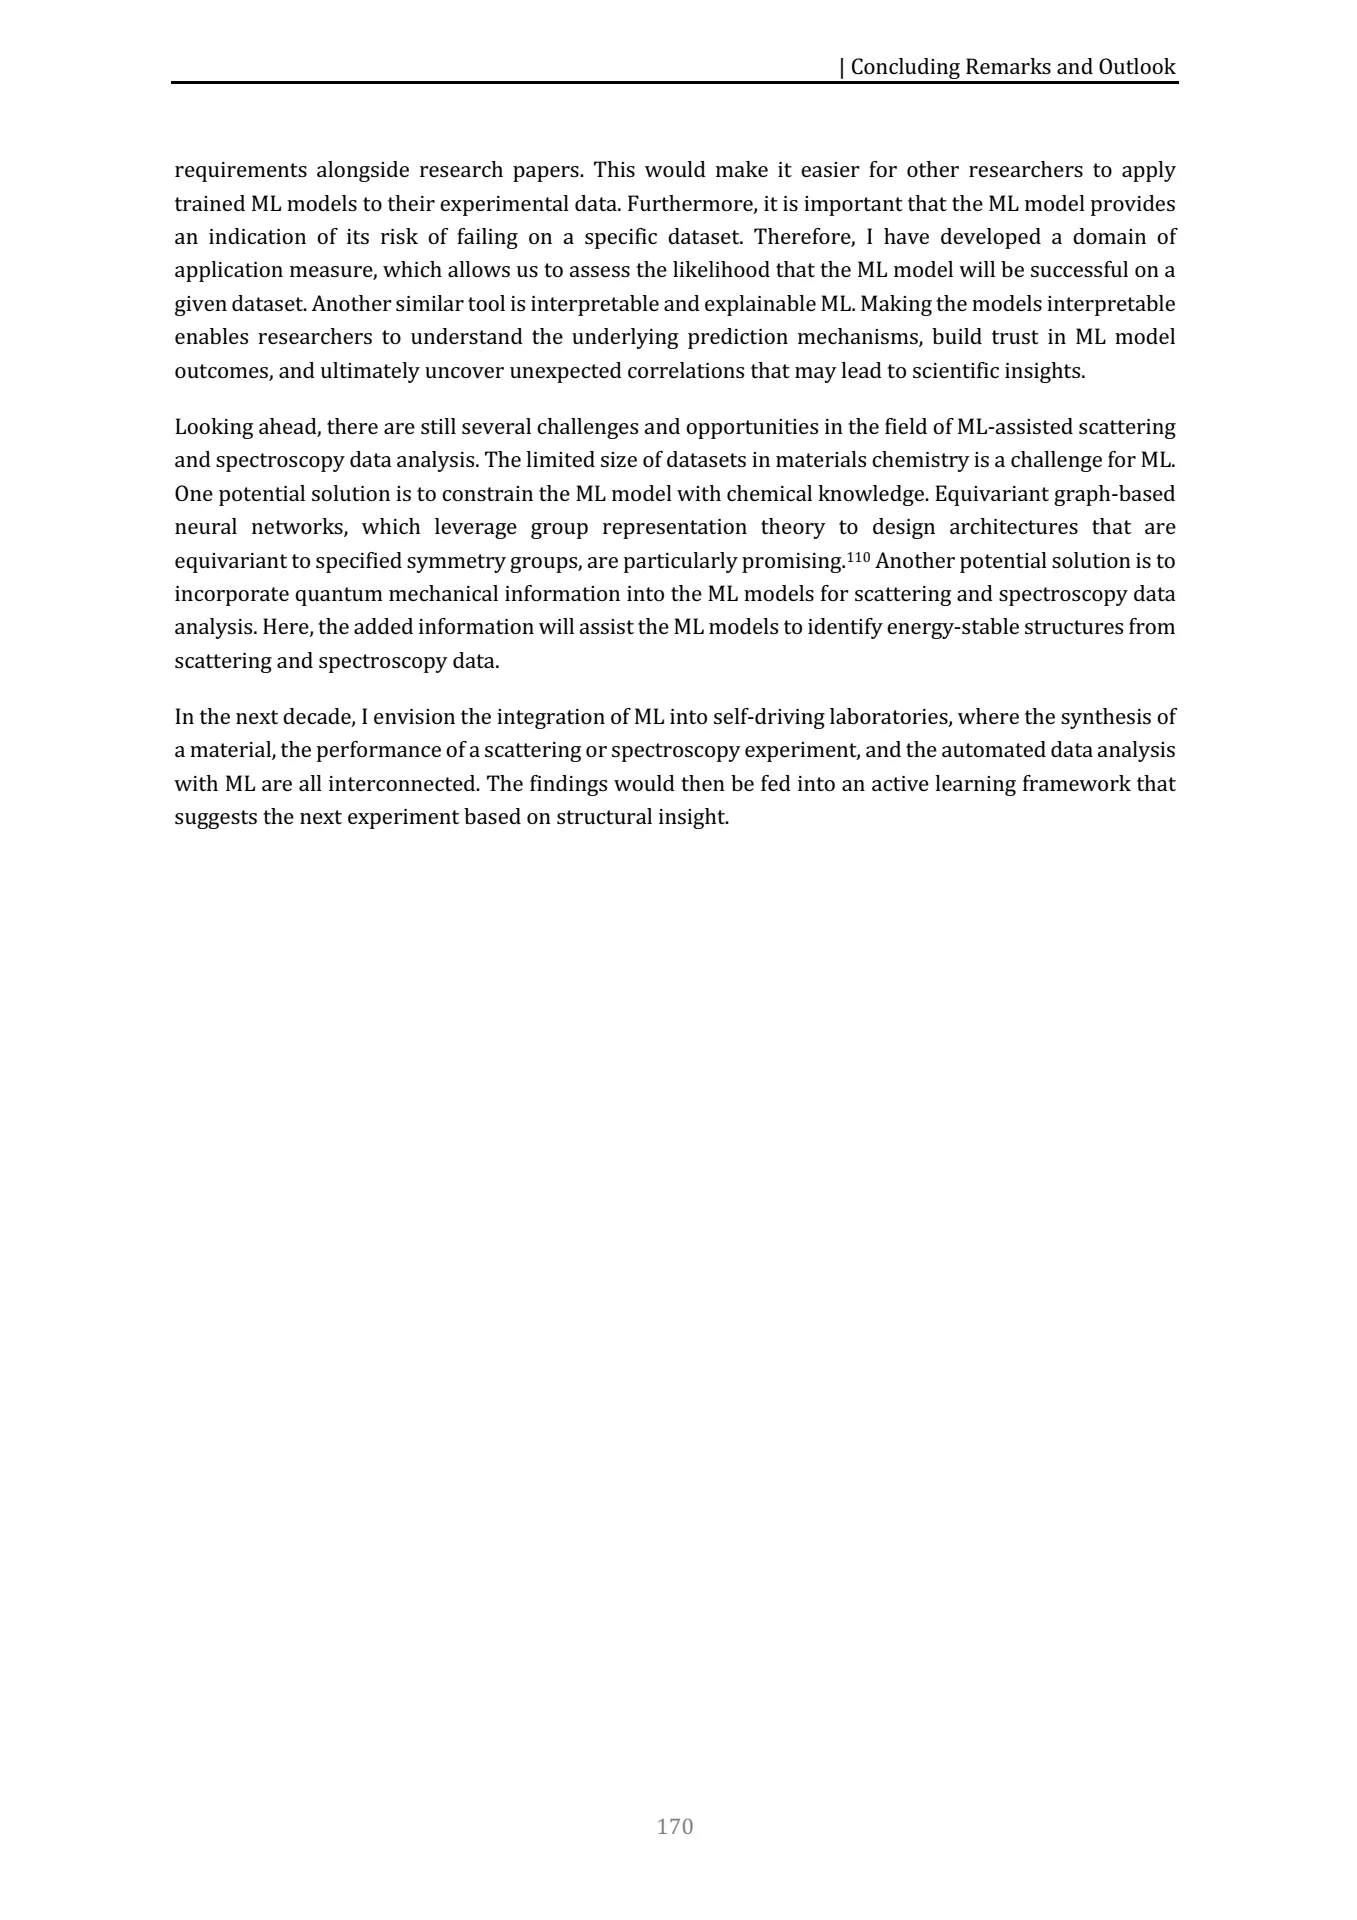 | Concluding Remarks and Outlook
requirements alongside research papers. This would make it easier for other researchers to apply
trained ML models to their experimental data. Furthermore, it is important that the ML model provides
an indication of its risk of failing on a specific dataset. Therefore, I have developed a domain of
application measure, which allows us to assess the likelihood that the ML model will be successful on a
given dataset. Another similar tool is interpretable and explainable ML. Making the models interpretable
enables researchers to understand the underlying prediction mechanisms, build trust in ML model
outcomes, and ultimately uncover unexpected correlations that may lead to scientific insights.
Looking ahead, there are still several challenges and opportunities in the field of ML-assisted scattering
and spectroscopy data analysis. The limited size of datasets in materials chemistry is a challenge for ML.
One potential solution is to constrain the ML model with chemical knowledge. Equivariant graph-based
neural networks, which leverage group representation theory to design architectures that are
equivariant to specified symmetry groups, are particularly promising.¹¹⁰ Another potential solution is to
incorporate quantum mechanical information into the ML models for scattering and spectroscopy data
analysis. Here, the added information will assist the ML models to identify energy-stable structures from
scattering and spectroscopy data.
In the next decade, I envision the integration of ML into self-driving laboratories, where the synthesis of
a material, the performance of a scattering or spectroscopy experiment, and the automated data analysis
with ML are all interconnected. The findings would then be fed into an active learning framework that
suggests the next experiment based on structural insight.
170